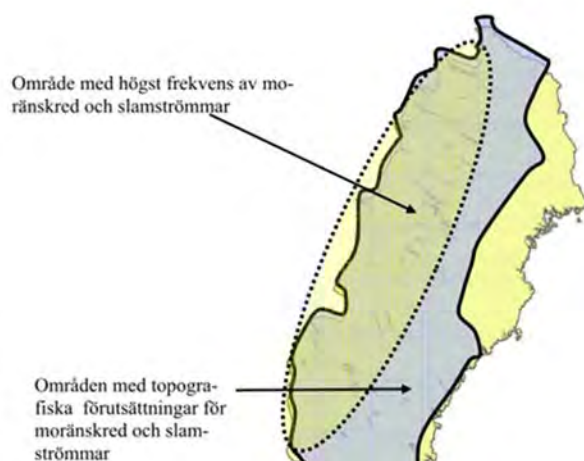 Område med högst frekvens av mo-
ränskred och slamströmmar
Områden med topogra-
fiska förutsättningar för
moränskred och slam-
strömmar